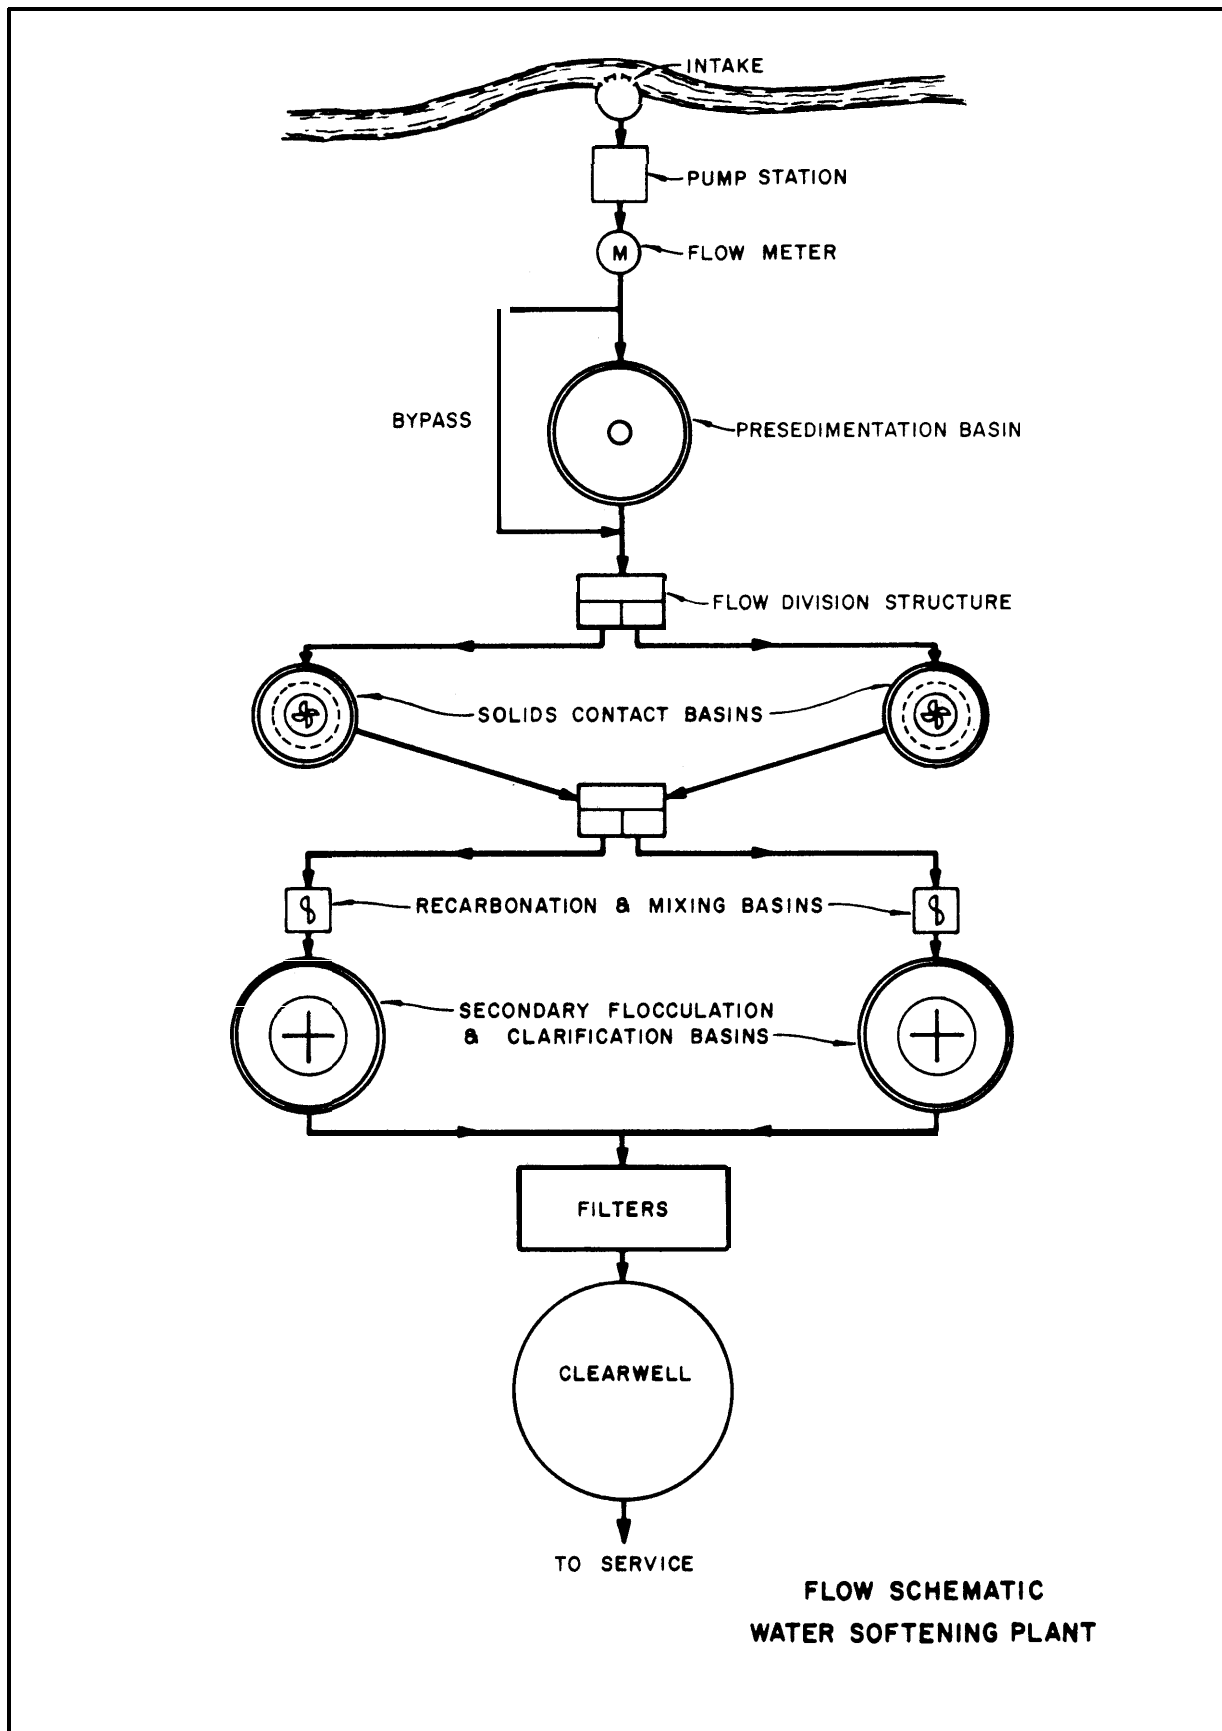 INTAKE
PUMP STATION
M
FLOW METER
BYPASS
PRESEDIMENTATION BASIN
FLOW DIVISION STRUCTURE
SOLIDS CONTACT BASINS
RECARBONATION & MIXING BASINS
SECONDARY FLOCCULATION
& CLARIFICATION BASINS
FILTERS
CLEARWELL
TO SERVICE
FLOW SCHEMATIC
WATER SOFTENING PLANT